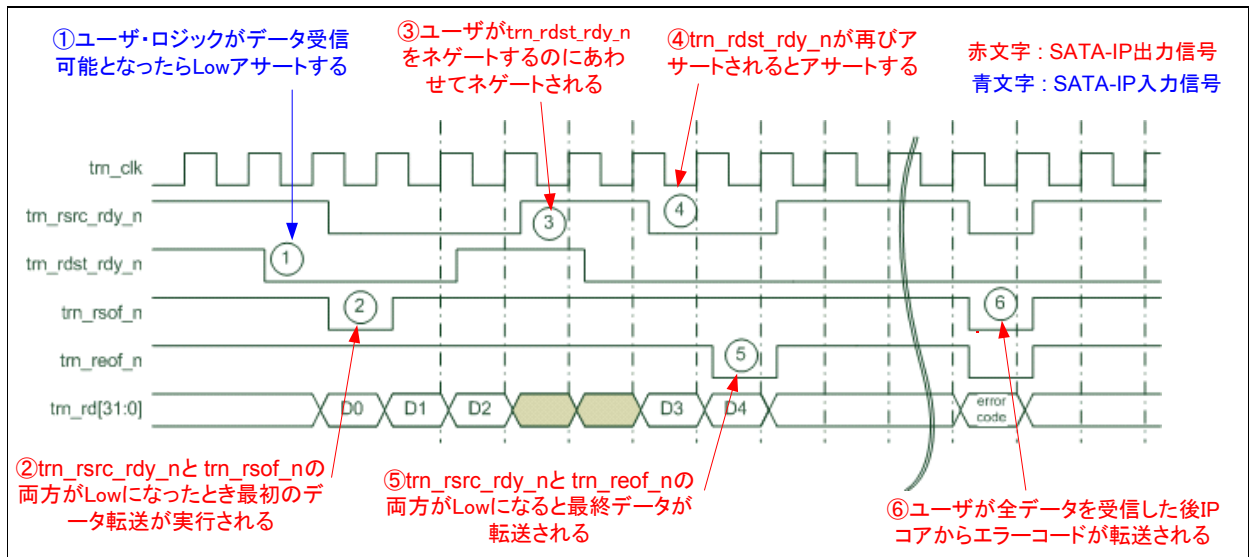 ①ユーザ・ロジックがデータ受信
可能となったらLowアサートする
③ユーザがtrn_rdst_rdy_n
をネゲートするのにあわ
せてネゲートされる
④trn_rdst_rdy_nが再びア
サートされるとアサートする
赤文字 : SATA-IP出力信号
青文字 : SATA-IP入力信号
trn_clk
trn_rsrc_rdy_n
3
4
trn_rdst_rdy_n
1
trn_rsof_n
2
6
trn_reof_n
5
trn_rd[31:0]
D0
D1
D2
D3
D4
error
code
②trn_rsrc_rdy_nと trn_rsof_nの
両方がLowになったとき最初のデ
ータ転送が実行される
⑤trn_rsrc_rdy_nと trn_reof_nの
両方がLowになると最終データが
転送される
⑥ユーザが全データを受信した後IP
コアからエラーコードが転送される